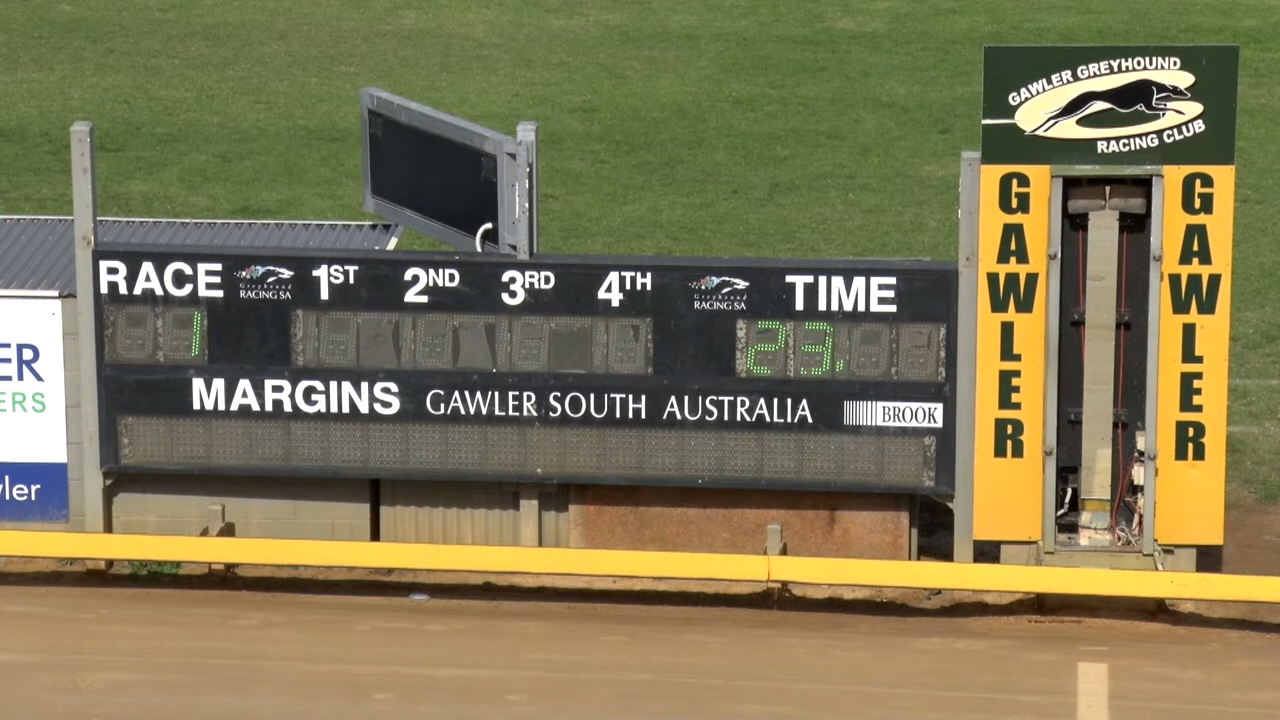 GAWLER GREYHOUND
RACING CLUB
GAWLER
GAWLER
RACE
Greyhound
RACING SA
1ST
2ND
3RD
4TH
Greyhound
RACING SA
TIME
1
23.
MARGINS
GAWLER SOUTH AUSTRALIA
BROOK
ER
ERS
ler